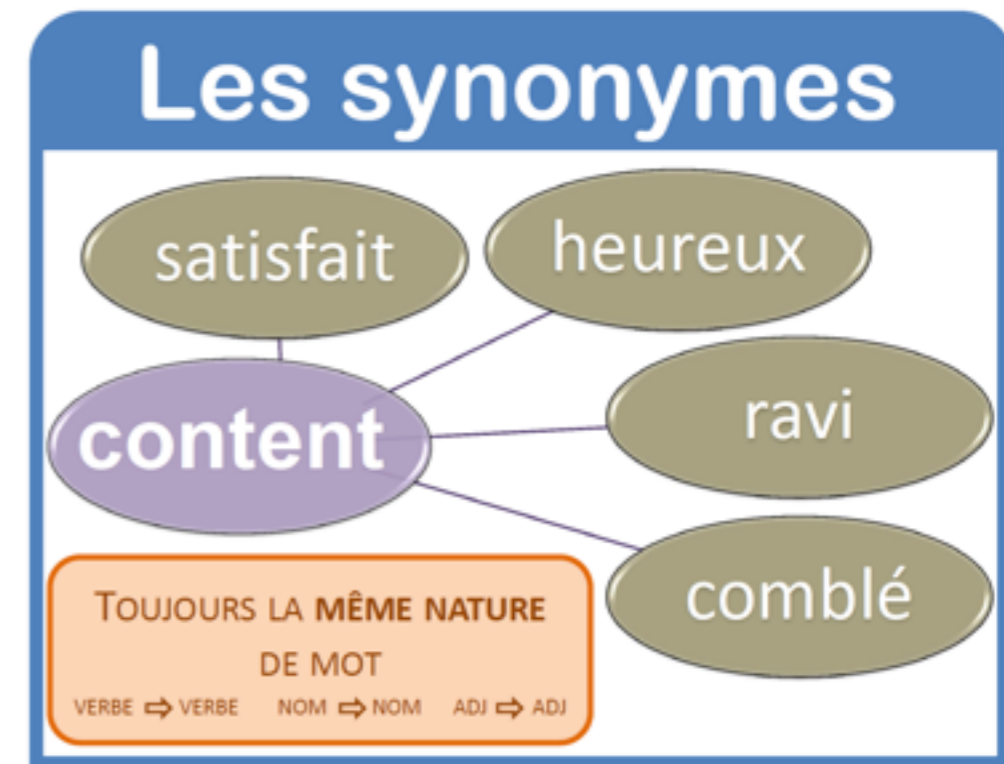 Les synonymes
satisfait
heureux
content
ravi
comblé
TOUJOURS LA MÊME NATURE
DE MOT
VERBE ⇨ VERBE NOM ⇨ NOM ADJ ⇨ ADJ